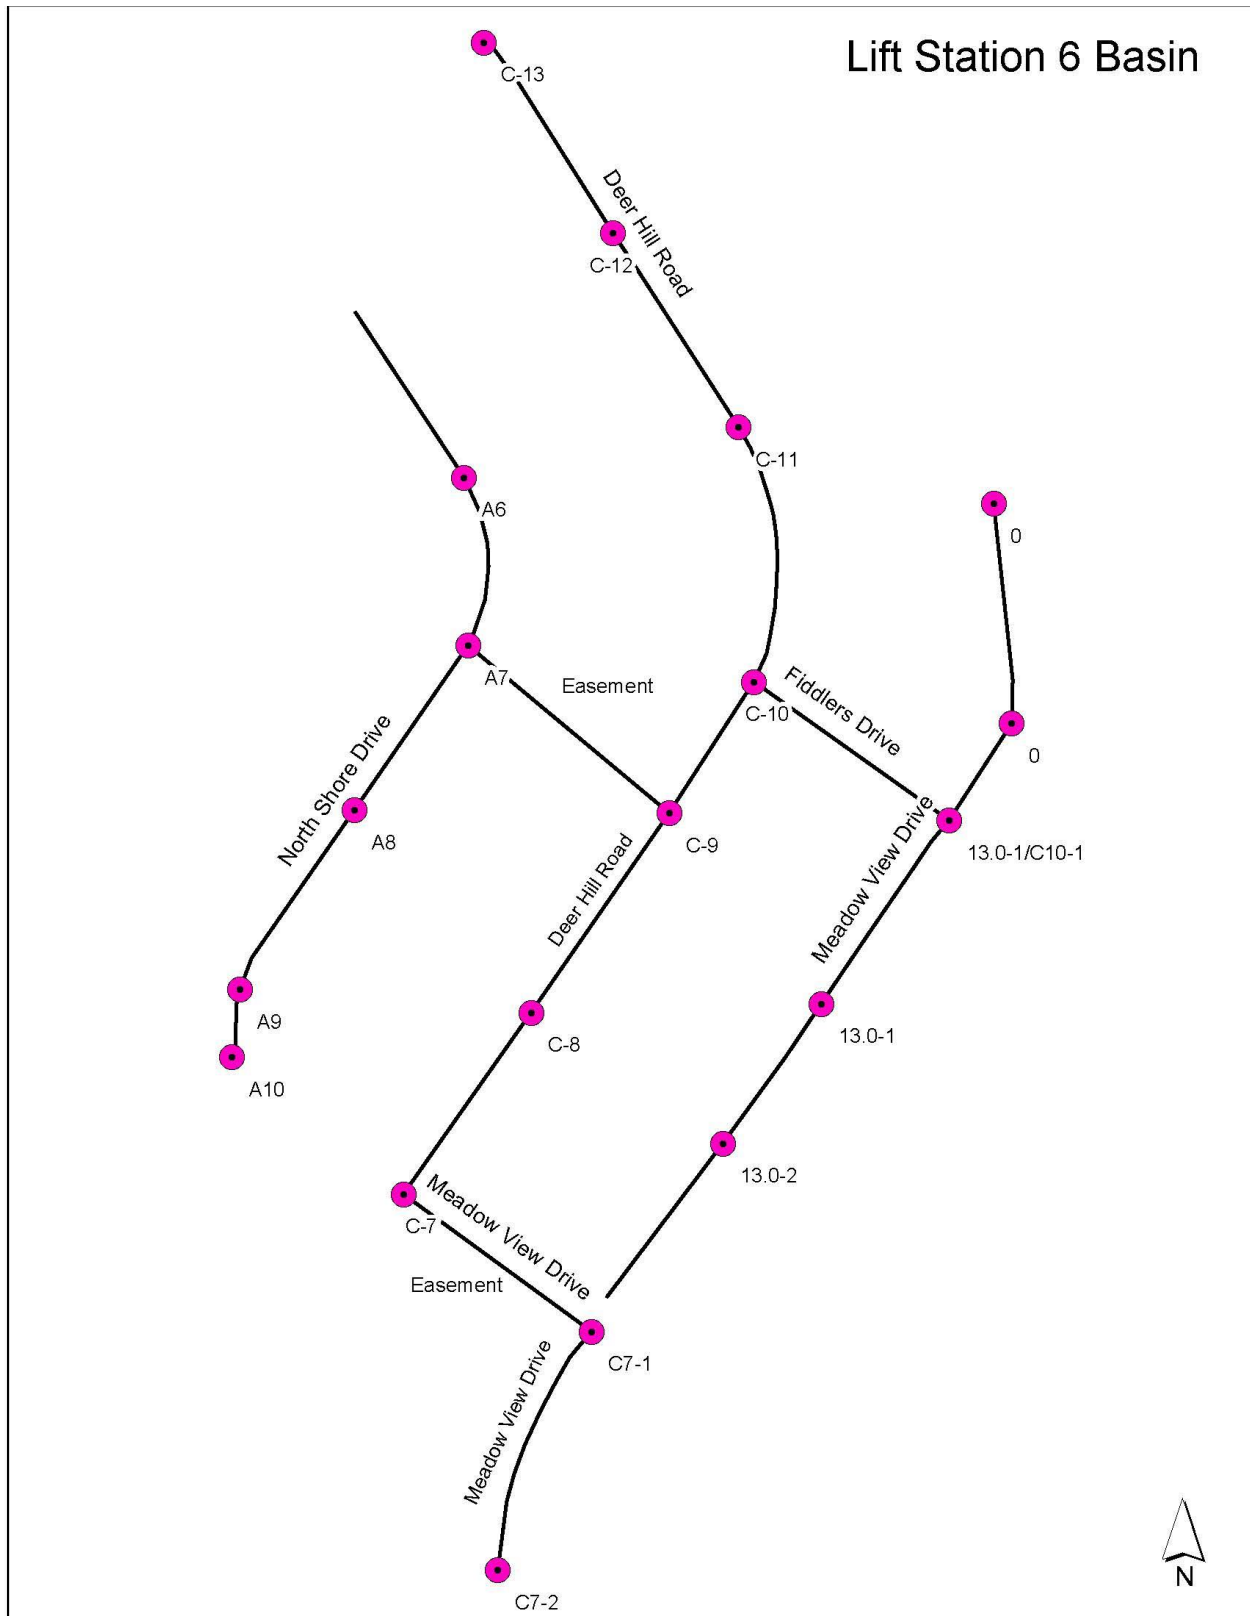 Lift Station 6 Basin
C-13
Deer Hill Road
C-12
C-11
A6
0
A7
Easement
C-10
Fiddlers Drive
0
North Shore Drive
A8
C-9
13.0-1/C10-1
Meadow View Drive
Deer Hill Road
A9
C-8
13.0-1
A10
13.0-2
Meadow View Drive
C-7
Easement
C7-1
Meadow View Drive
C7-2
N